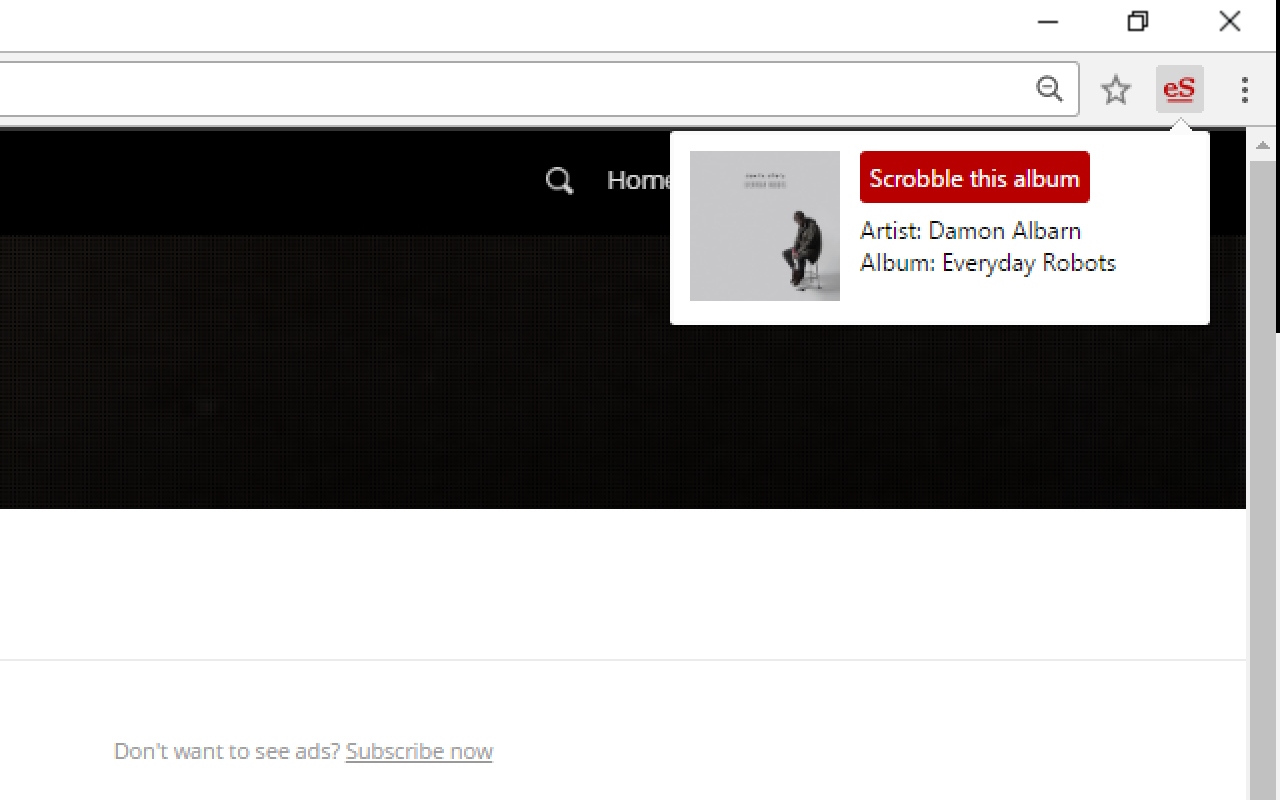 eS
Home
Scrobble this album
Artist: Damon Albarn
Album: Everyday Robots
Don't want to see ads? Subscribe now